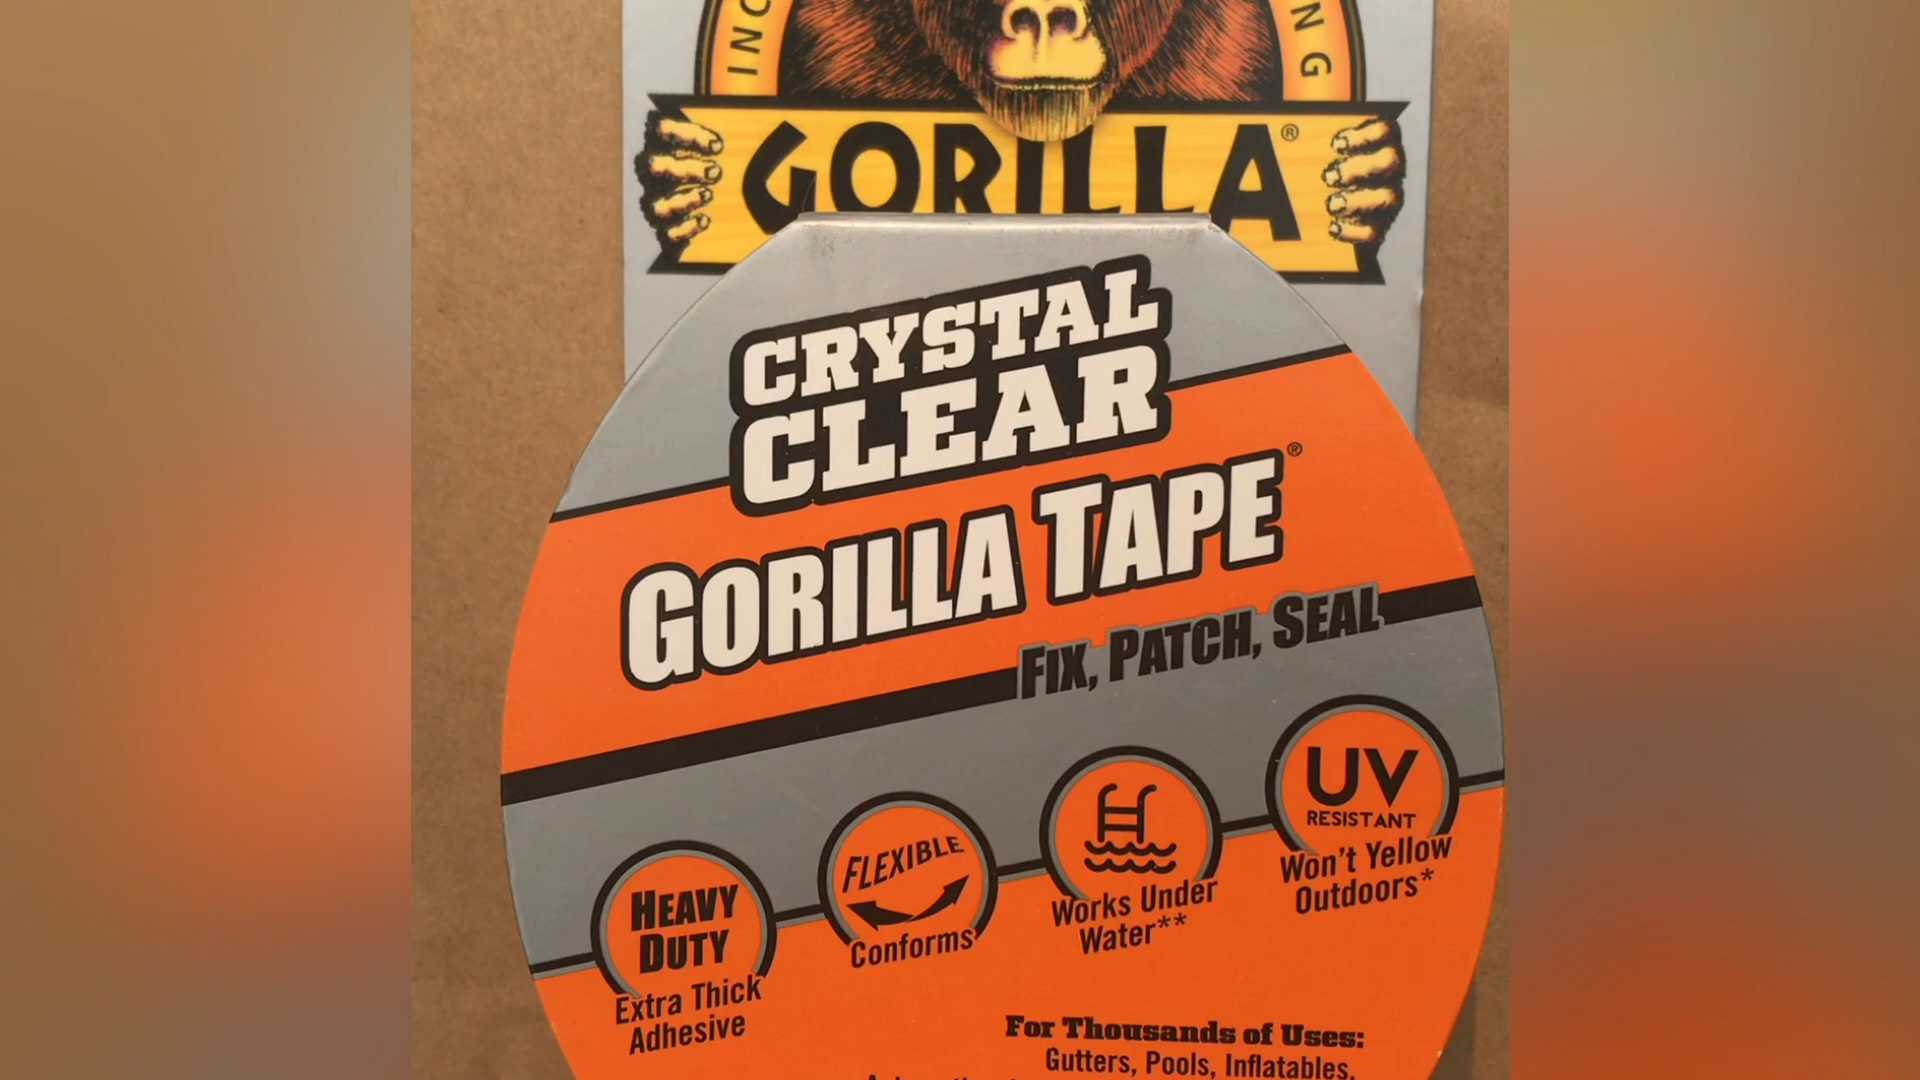 GORILLA®
CRYSTAL
CLEAR
GORILLA TAPE®
FIX, PATCH, SEAL
UV
RESISTANT
Won't Yellow
Outdoors*
Works Under
Water**
FLEXIBLE
Conforms
HEAVY
DUTY
Extra Thick
Adhesive
For Thousands of Uses:
Gutters, Pools, Inflatables,